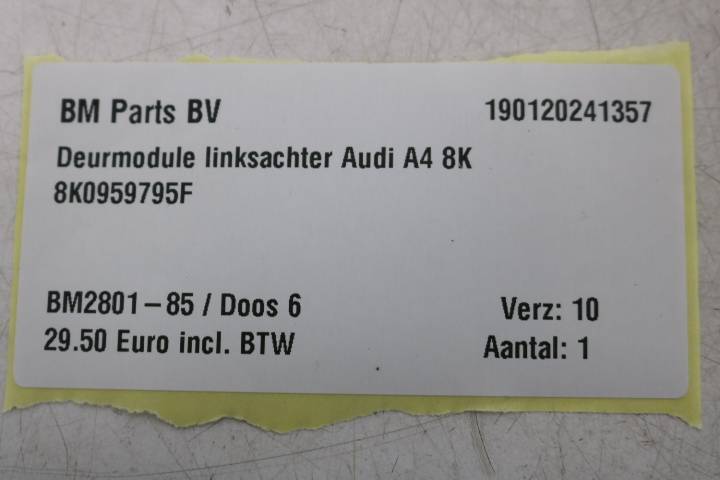 BM Parts BV 190120241357
Deurmodule linksachter Audi A4 8K
8K0959795F
BM2801-85 / Doos 6 Verz: 10
29.50 Euro incl. BTW Aantal: 1